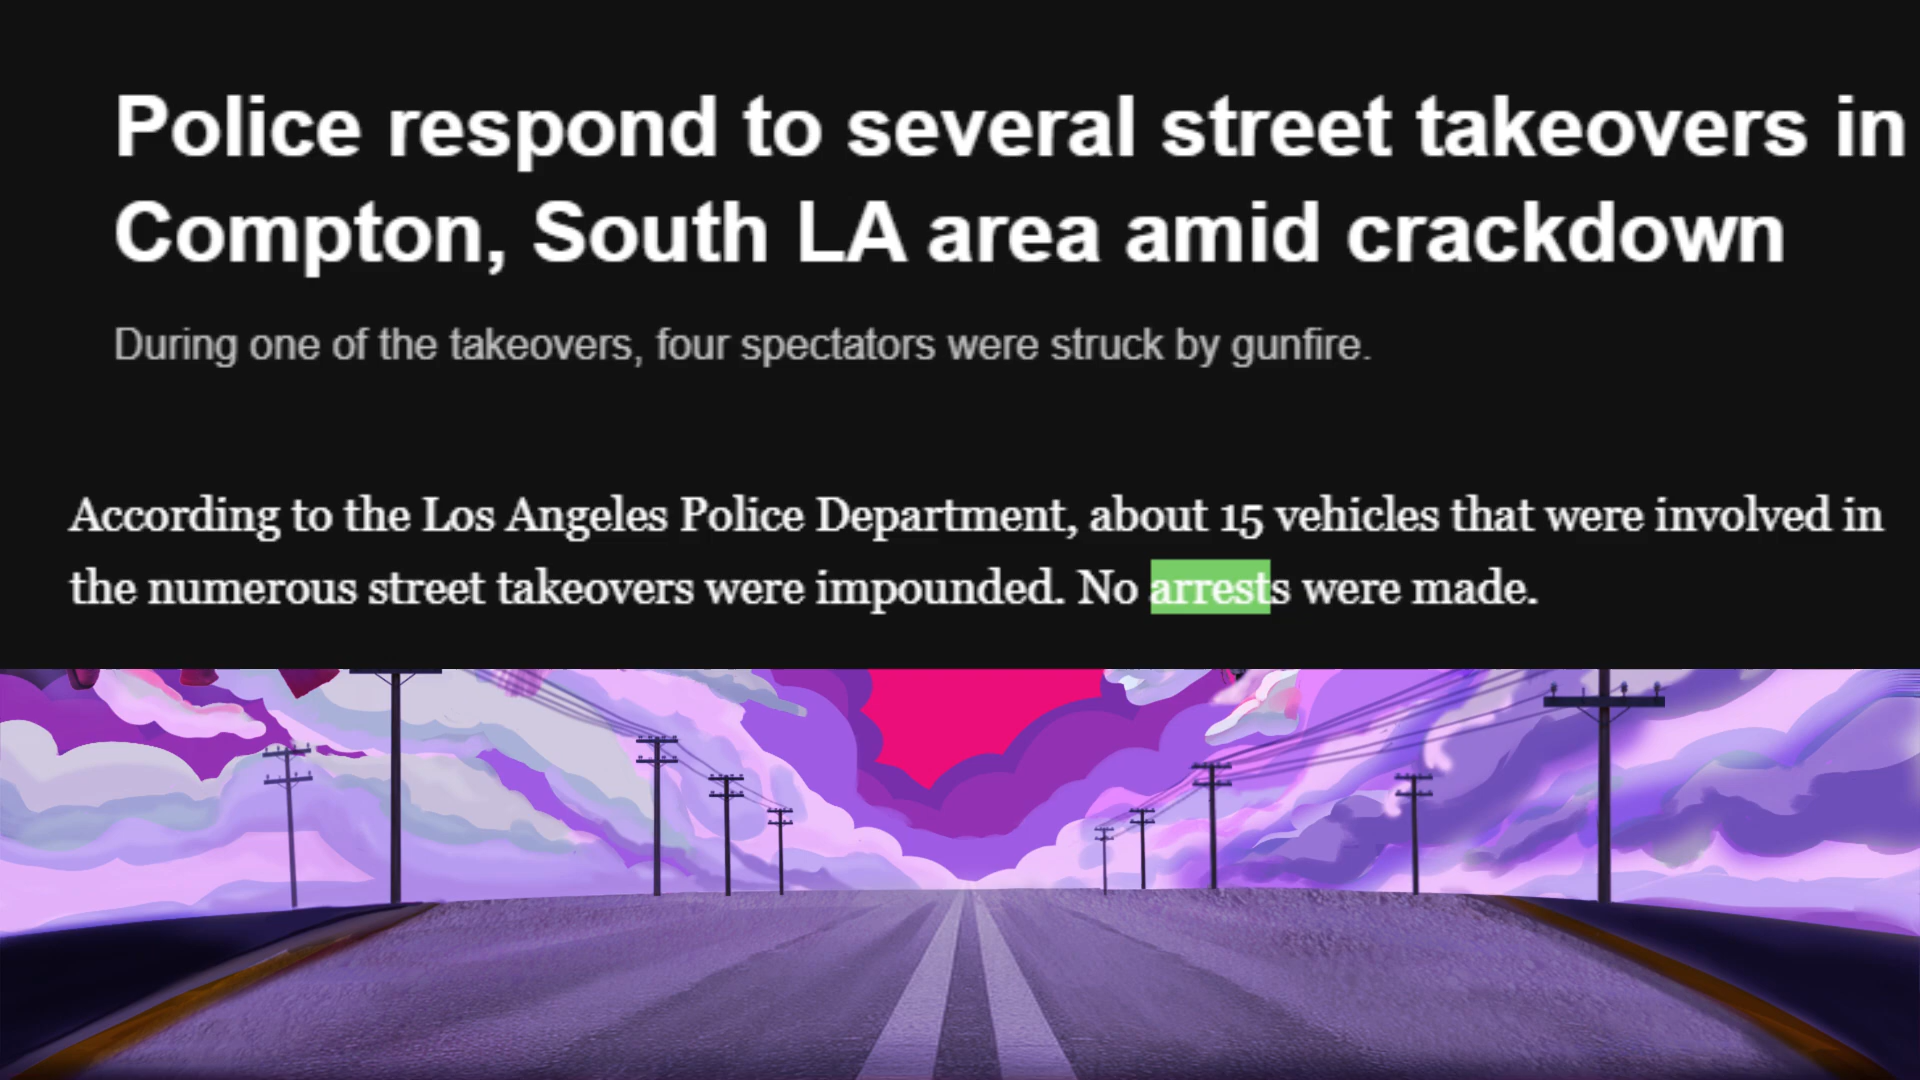 Police respond to several street takeovers in
Compton, South LA area amid crackdown
During one of the takeovers, four spectators were struck by gunfire.
According to the Los Angeles Police Department, about 15 vehicles that were involved in
the numerous street takeovers were impounded. No arrests were made.